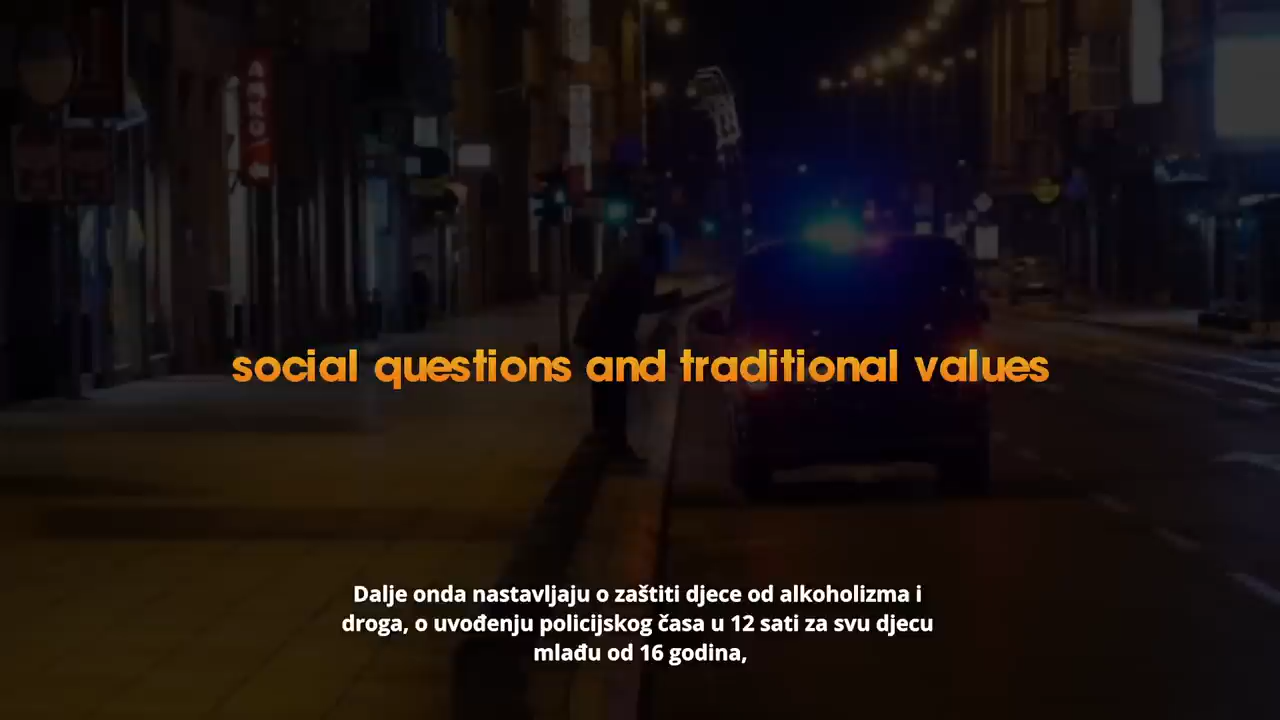 social questions and traditional values
Dalje onda nastavljaju o zaštiti djece od alkoholizma i
droga, o uvođenju policijskog časa u 12 sati za svu djecu
mlađu od 16 godina,